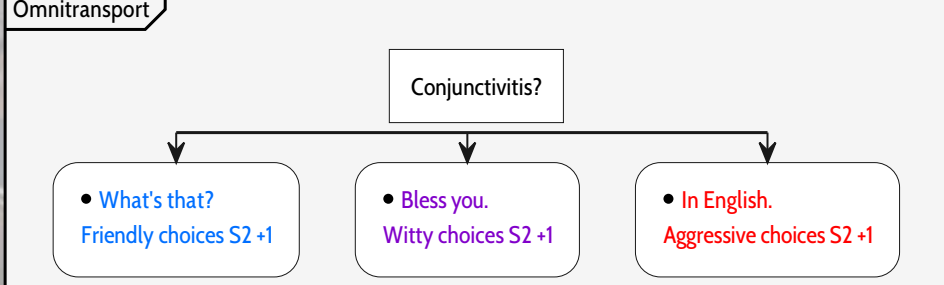 Omnitransport
Conjunctivitis?
• What's that?
Friendly choices S2 +1
• Bless you.
Witty choices S2 +1
• In English.
Aggressive choices S2 +1